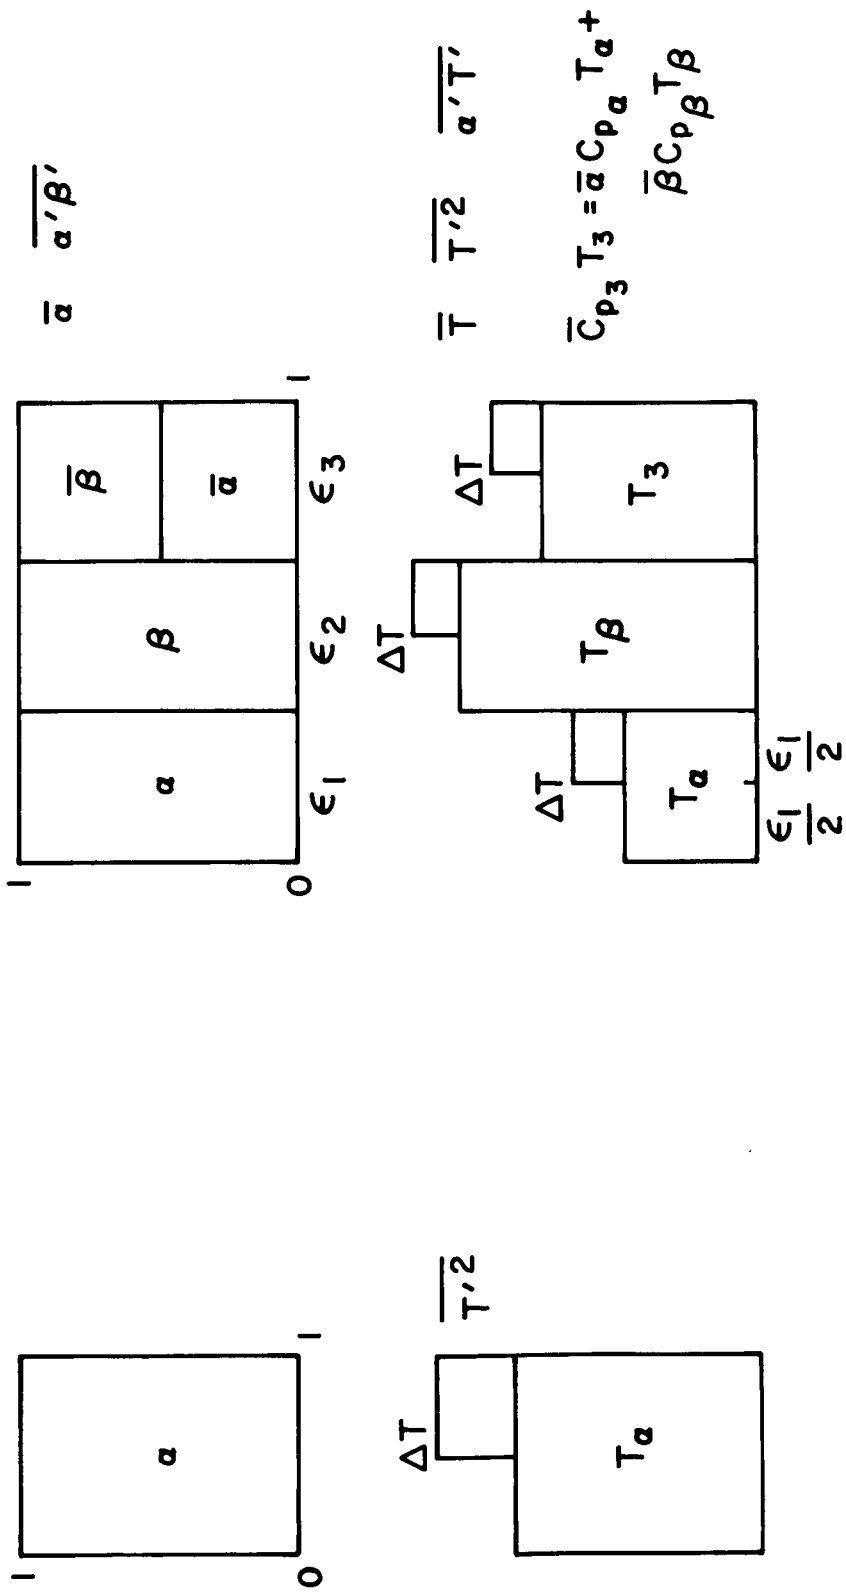 1
α
0 1
ΔT
T̅′̅²̅
Tα
1
α β β̅
α̅
0 ϵ1 ϵ2 ϵ3 1
α̅ α̅′̅β̅′̅
ΔT
ΔT
ΔT
Tα Tβ T3
ϵ1/2 ϵ1/2
T̅ T̅′̅²̅ α̅′̅T̅′̅
C̅p3 T3 = α̅ Cpα Tα +
β̅ Cpβ Tβ